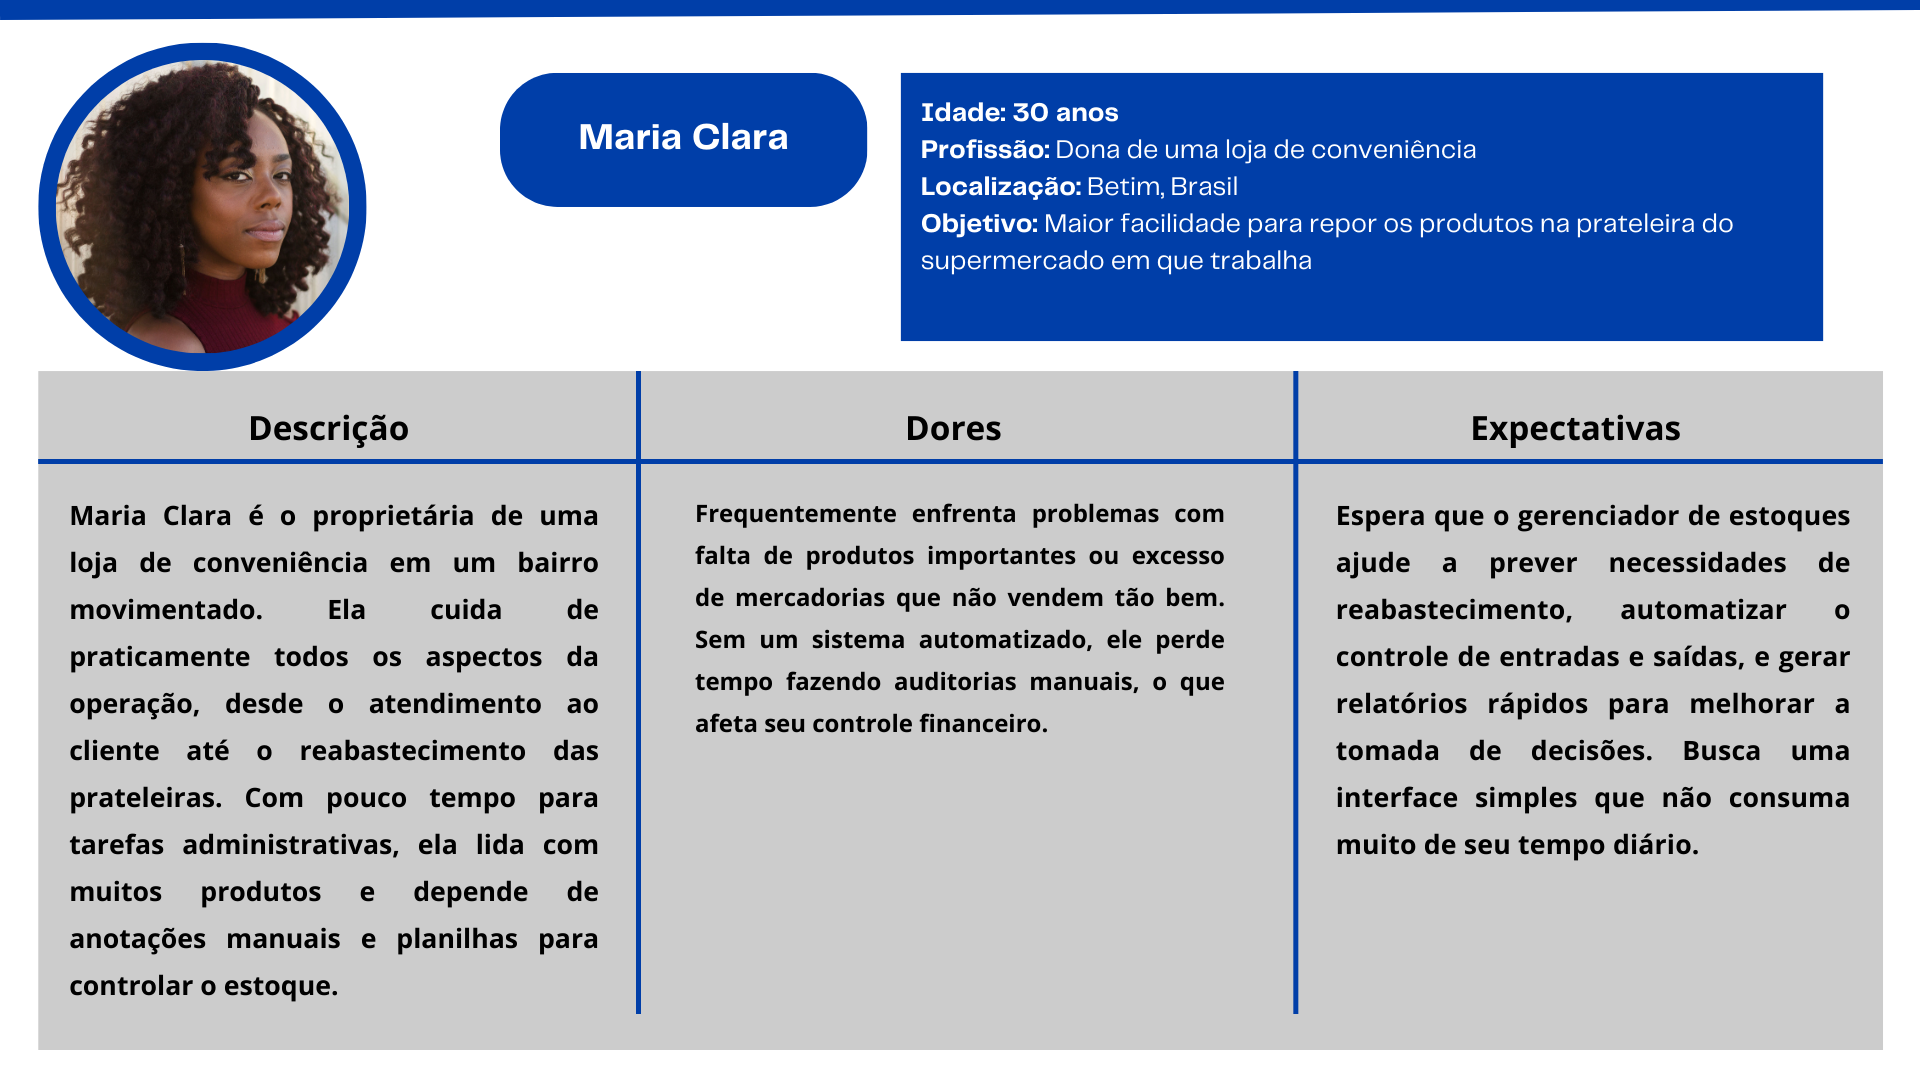 Maria Clara
Idade: 30 anos
Profissão: Dona de uma loja de conveniência
Localização: Betim, Brasil
Objetivo: Maior facilidade para repor os produtos na prateleira do
supermercado em que trabalha
Descrição
Maria Clara é o proprietária de uma
loja de conveniência em um bairro
movimentado. Ela cuida de
praticamente todos os aspectos da
operação, desde o atendimento ao
cliente até o reabastecimento das
prateleiras. Com pouco tempo para
tarefas administrativas, ela lida com
muitos produtos e depende de
anotações manuais e planilhas para
controlar o estoque.
Dores
Frequentemente enfrenta problemas com
falta de produtos importantes ou excesso
de mercadorias que não vendem tão bem.
Sem um sistema automatizado, ele perde
tempo fazendo auditorias manuais, o que
afeta seu controle financeiro.
Expectativas
Espera que o gerenciador de estoques
ajude a prever necessidades de
reabastecimento, automatizar o
controle de entradas e saídas, e gerar
relatórios rápidos para melhorar a
tomada de decisões. Busca uma
interface simples que não consuma
muito de seu tempo diário.